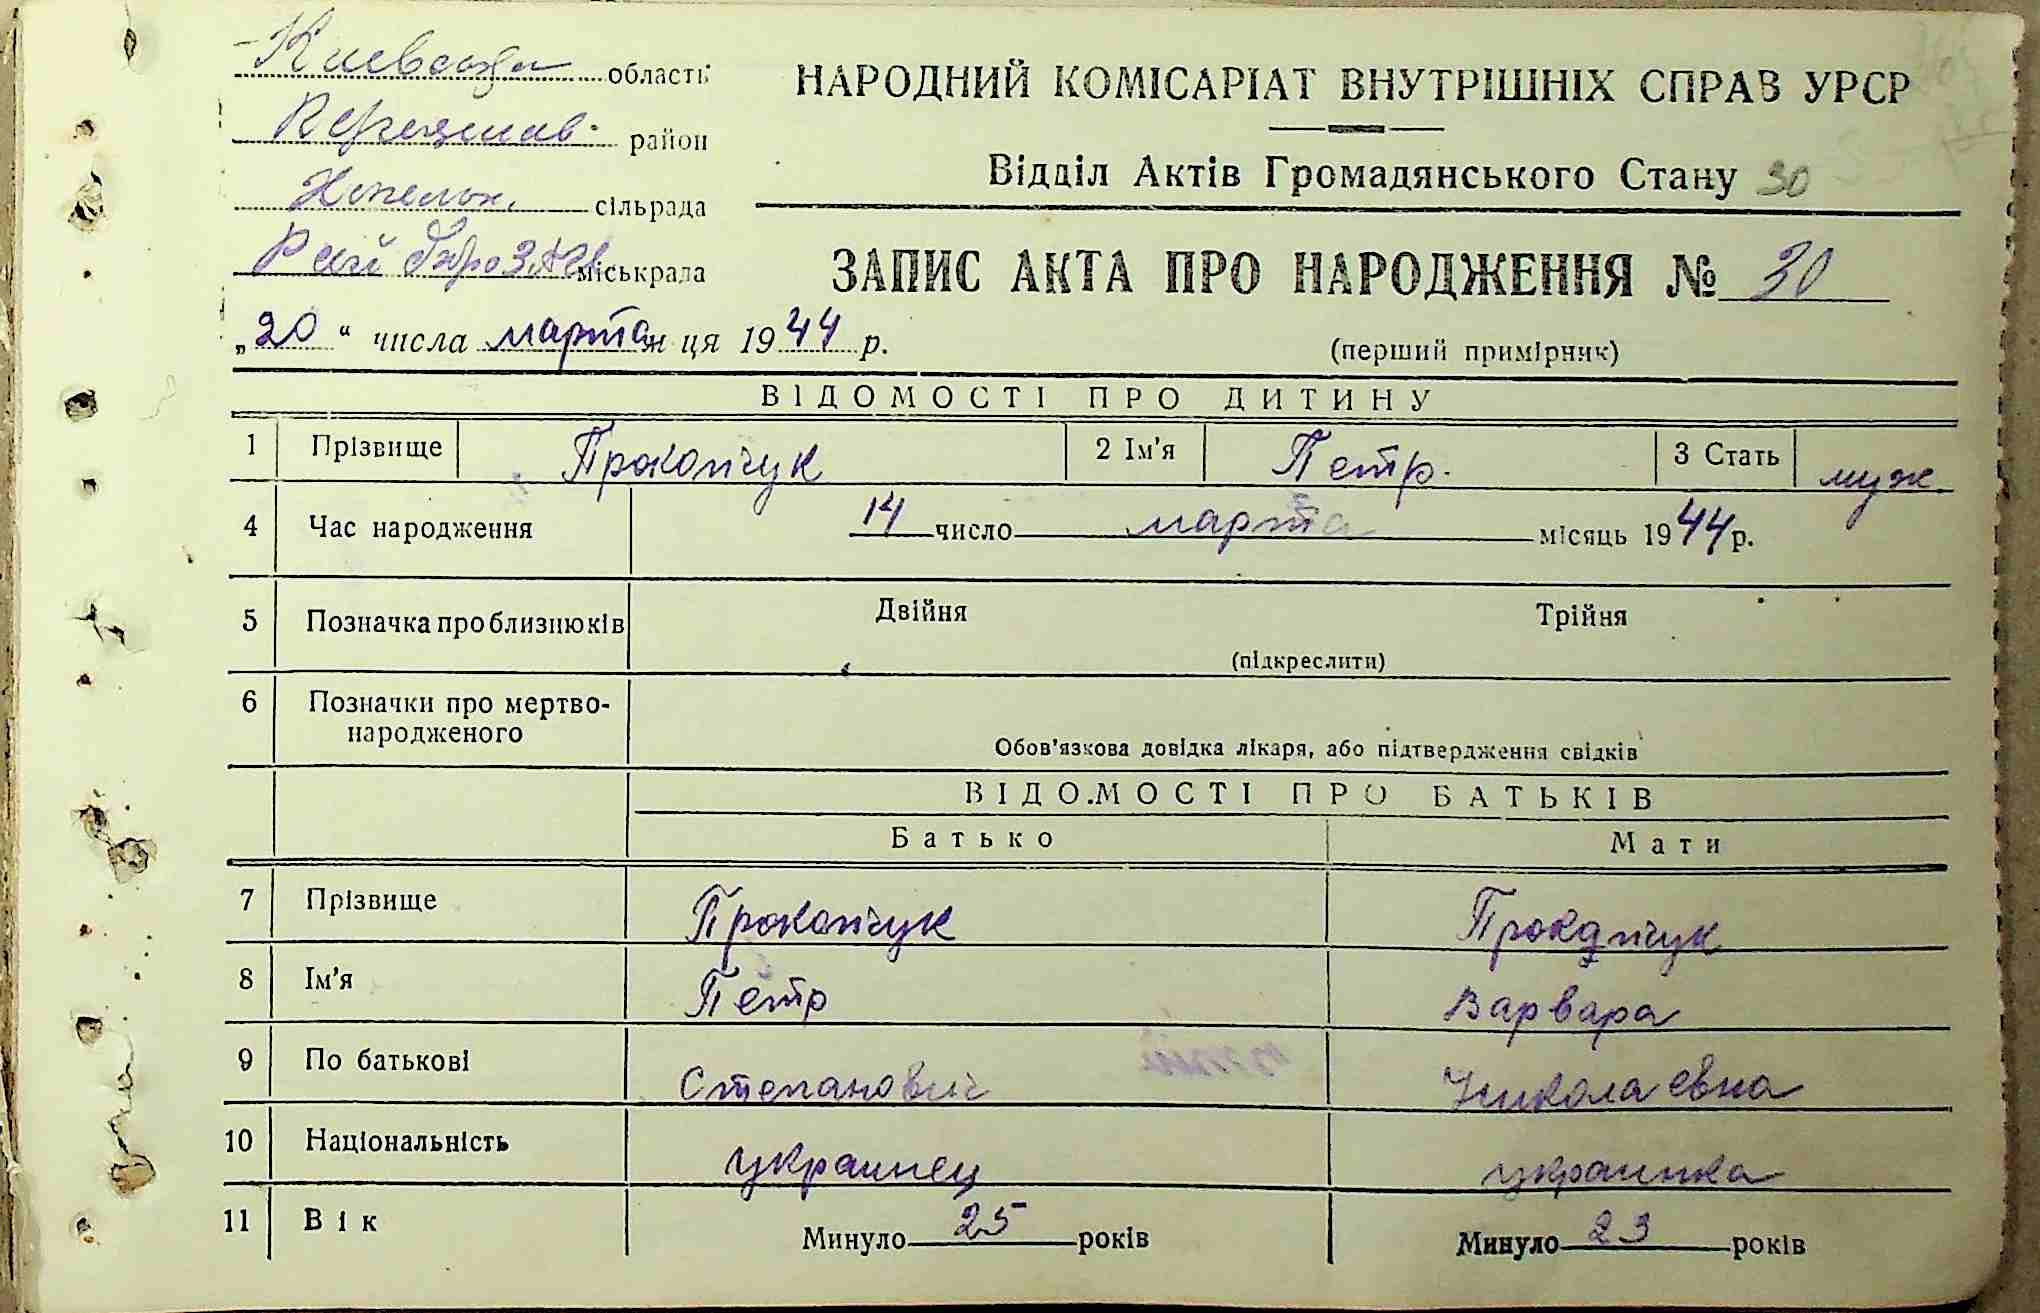 Киевская область
Переяслав. район
Хоцьк. сільрада
Рай бюро ЗАГС міськрада
„20“ числа марта м-ця 1944 р.
НАРОДНИЙ КОМІСАРІАТ ВНУТРІШНІХ СПРАВ УРСР
Відділ Актів Громадянського Стану 30
ЗАПИС АКТА ПРО НАРОДЖЕННЯ № 30
(перший примірник)
ВІДОМОСТІ ПРО ДИТИНУ
1 Прізвище Прокопчук 2 Ім'я Петр. 3 Стать муж.
4 Час народження 14 число марта місяць 1944 р.
5 Позначка про близнюків Двійня Трійня
(підкреслити)
6 Позначки про мертво-
народженого
Обов'язкова довідка лікаря, або підтвердження свідків
ВІДОМОСТІ ПРО БАТЬКІВ
Батько Мати
7 Прізвище Прокопчук Прокопчук
8 Ім'я Петр Варвара
9 По батькові Степанович Николаевна
10 Національність украинец украинка
11 Вік Минуло 25 років Минуло 23 років